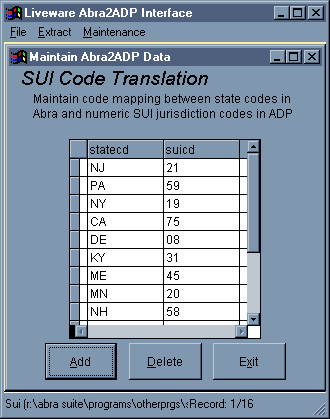 Liveware Abra2ADP Interface
File Extract Maintenance
Maintain Abra2ADP Data
SUI Code Translation
Maintain code mapping between state codes in
Abra and numeric SUI jurisdiction codes in ADP
statecd suicd
NJ 21
PA 59
NY 19
CA 75
DE 08
KY 31
ME 45
MN 20
NH 58
Add Delete Exit
Sui (r:\abra suite\programs\otherprgs\sRecord: 1/16